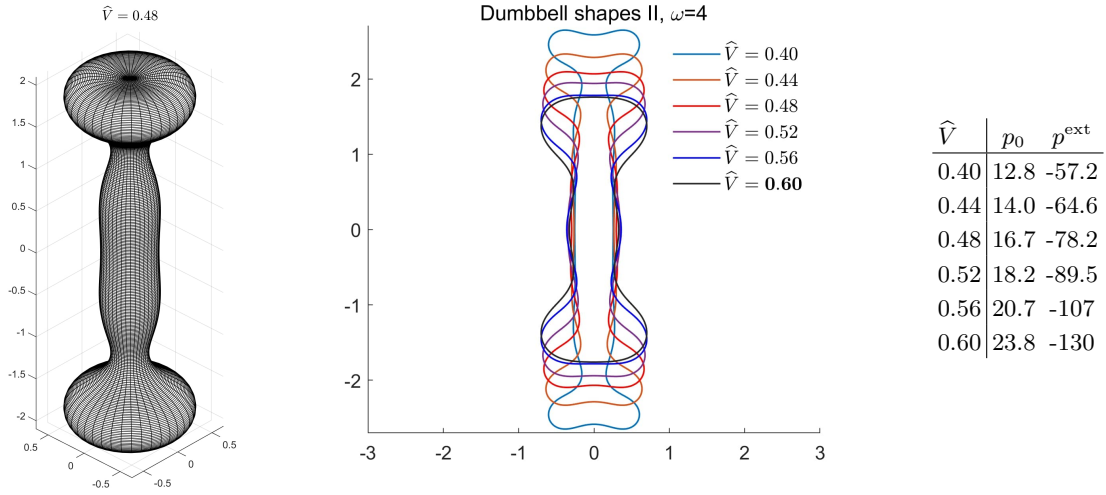 V̂ = 0.48
2
1.5
1
0.5
0
-0.5
-1
-1.5
-2
0.5
0
-0.5
-0.5
0
0.5
Dumbbell shapes II, ω=4
2
1
0
-1
-2
-3 -2 -1 0 1 2 3
V̂ = 0.40
V̂ = 0.44
V̂ = 0.48
V̂ = 0.52
V̂ = 0.56
V̂ = 0.60
V̂ p₀ pᵉˣᵗ
0.40 12.8 -57.2
0.44 14.0 -64.6
0.48 16.7 -78.2
0.52 18.2 -89.5
0.56 20.7 -107
0.60 23.8 -130